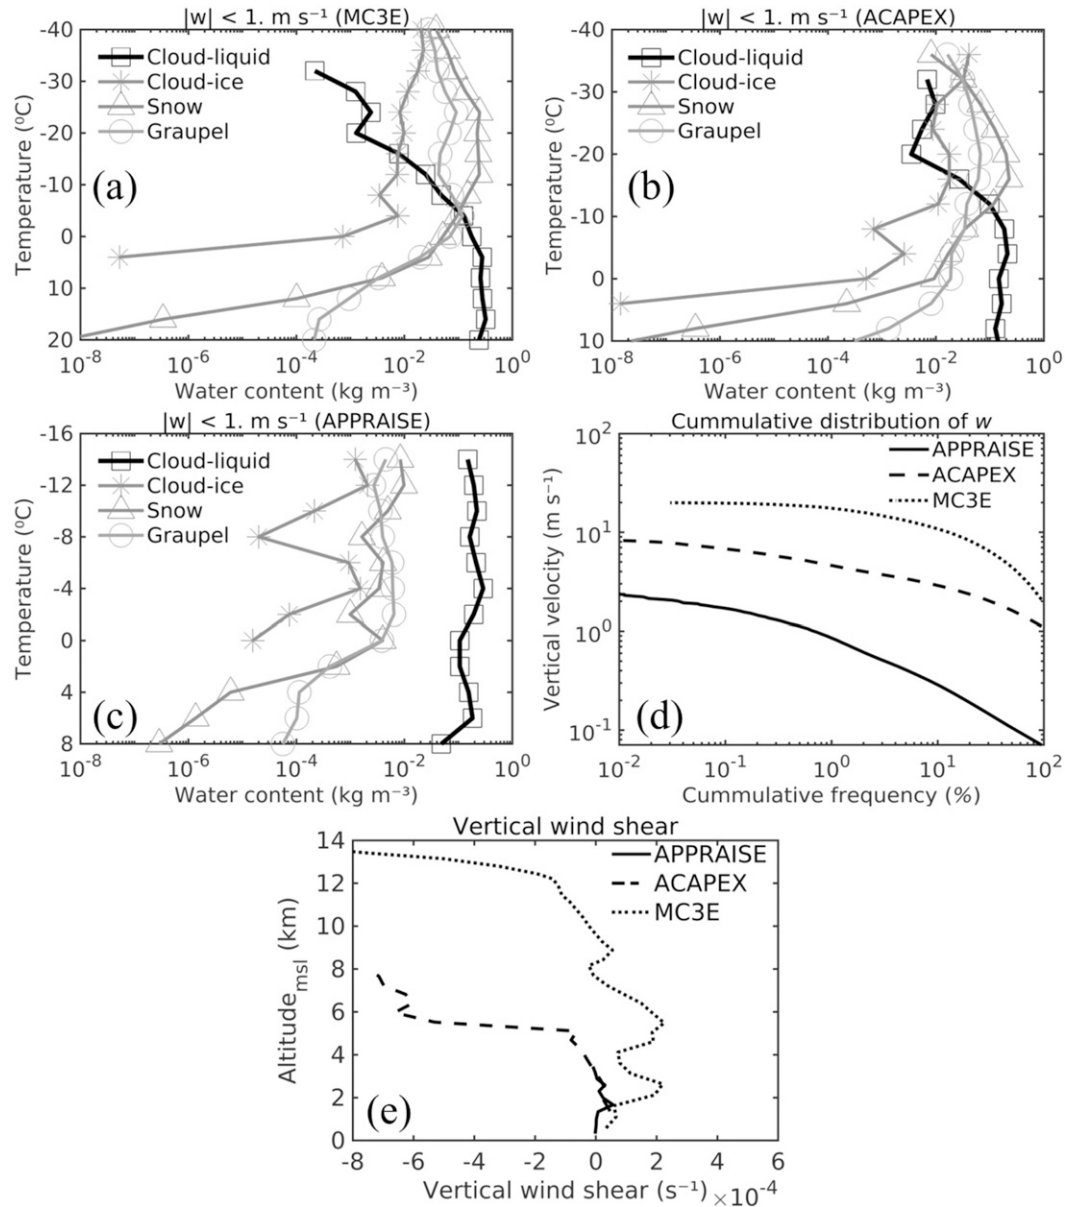 |w| < 1. m s⁻¹ (MC3E)
Cloud-liquid
Cloud-ice
Snow
Graupel
(a)
Temperature (⁰C)
-40
-30
-20
-10
0
10
20
10⁻⁸ 10⁻⁶ 10⁻⁴ 10⁻² 10⁰
Water content (kg m⁻³)
|w| < 1. m s⁻¹ (ACAPEX)
Cloud-liquid
Cloud-ice
Snow
Graupel
(b)
Temperature (⁰C)
-40
-30
-20
-10
0
10
10⁻⁸ 10⁻⁶ 10⁻⁴ 10⁻² 10⁰
Water content (kg m⁻³)
|w| < 1. m s⁻¹ (APPRAISE)
Cloud-liquid
Cloud-ice
Snow
Graupel
(c)
Temperature (⁰C)
-16
-12
-8
-4
0
4
8
10⁻⁸ 10⁻⁶ 10⁻⁴ 10⁻² 10⁰
Water content (kg m⁻³)
Cummulative distribution of w
APPRAISE
ACAPEX
MC3E
(d)
Vertical velocity (m s⁻¹)
10²
10¹
10⁰
10⁻¹
10⁻² 10⁻¹ 10⁰ 10¹ 10²
Cummulative frequency (%)
Vertical wind shear
APPRAISE
ACAPEX
MC3E
(e)
Altitude_msl (km)
14
12
10
8
6
4
2
0
-8 -6 -4 -2 0 2 4 6
Vertical wind shear (s⁻¹) ×10⁻⁴